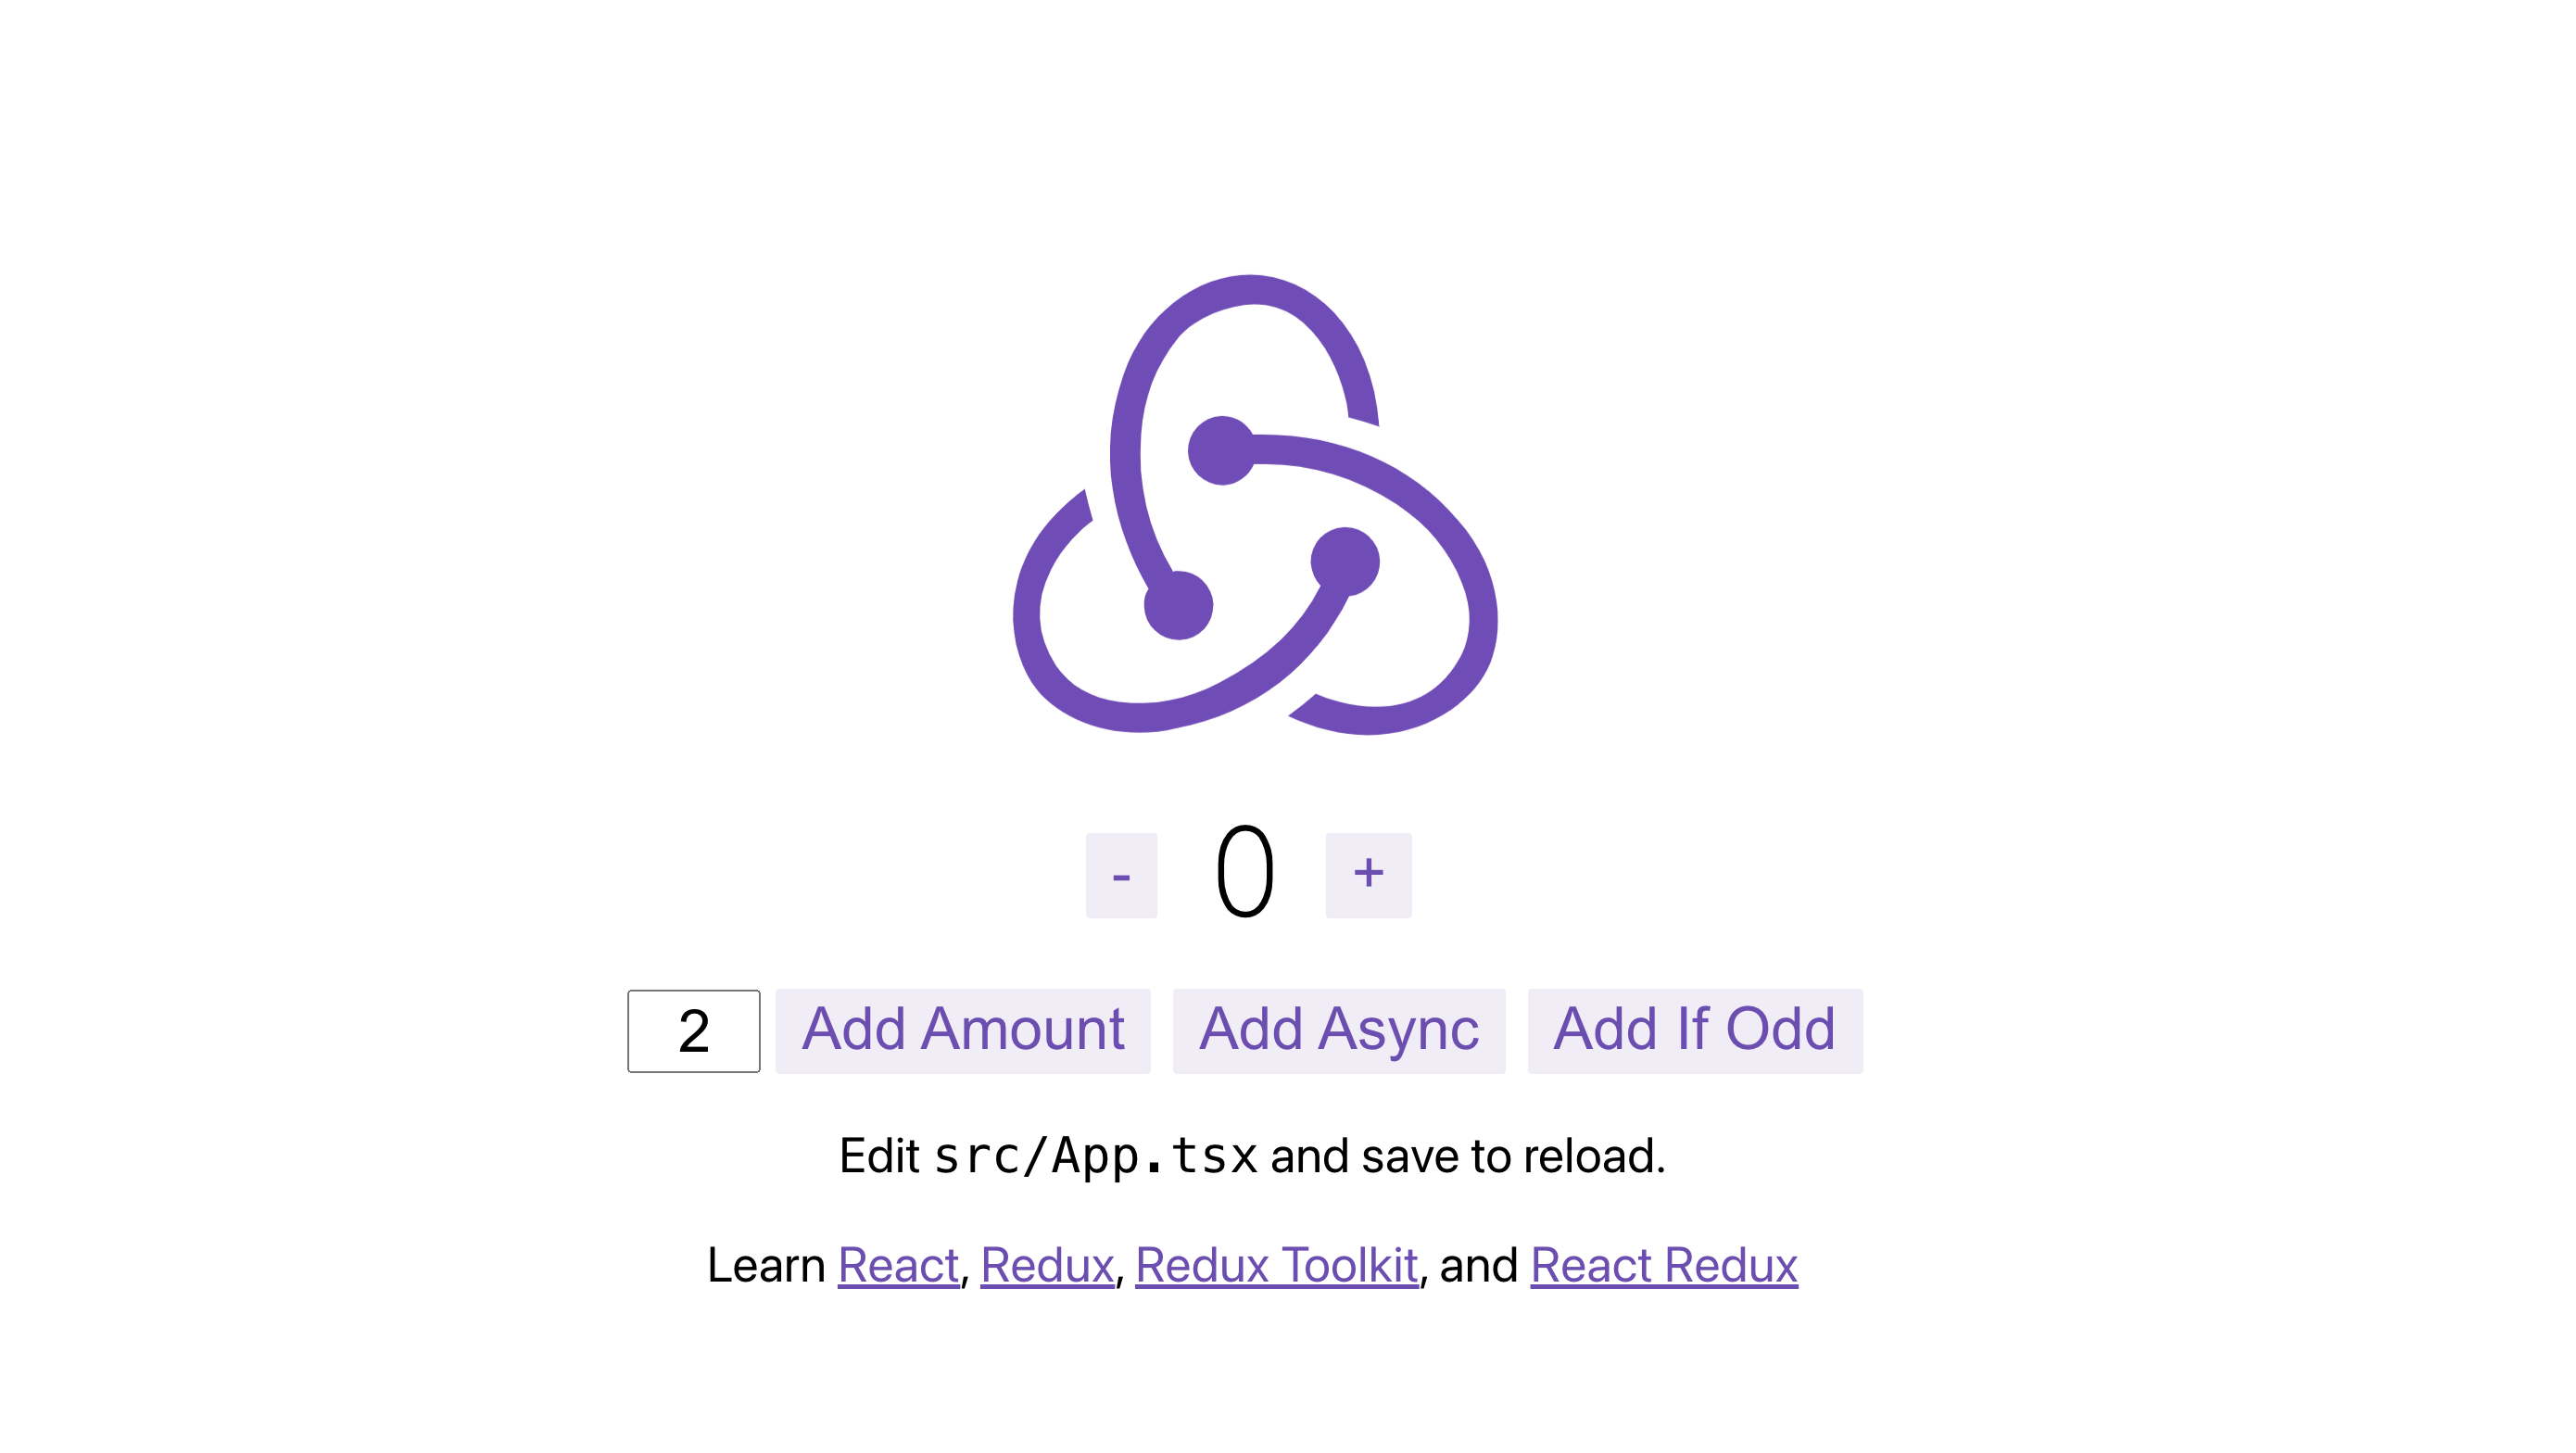 - 0 +
2 Add Amount Add Async Add If Odd
Edit src/App.tsx and save to reload.
Learn React, Redux, Redux Toolkit, and React Redux